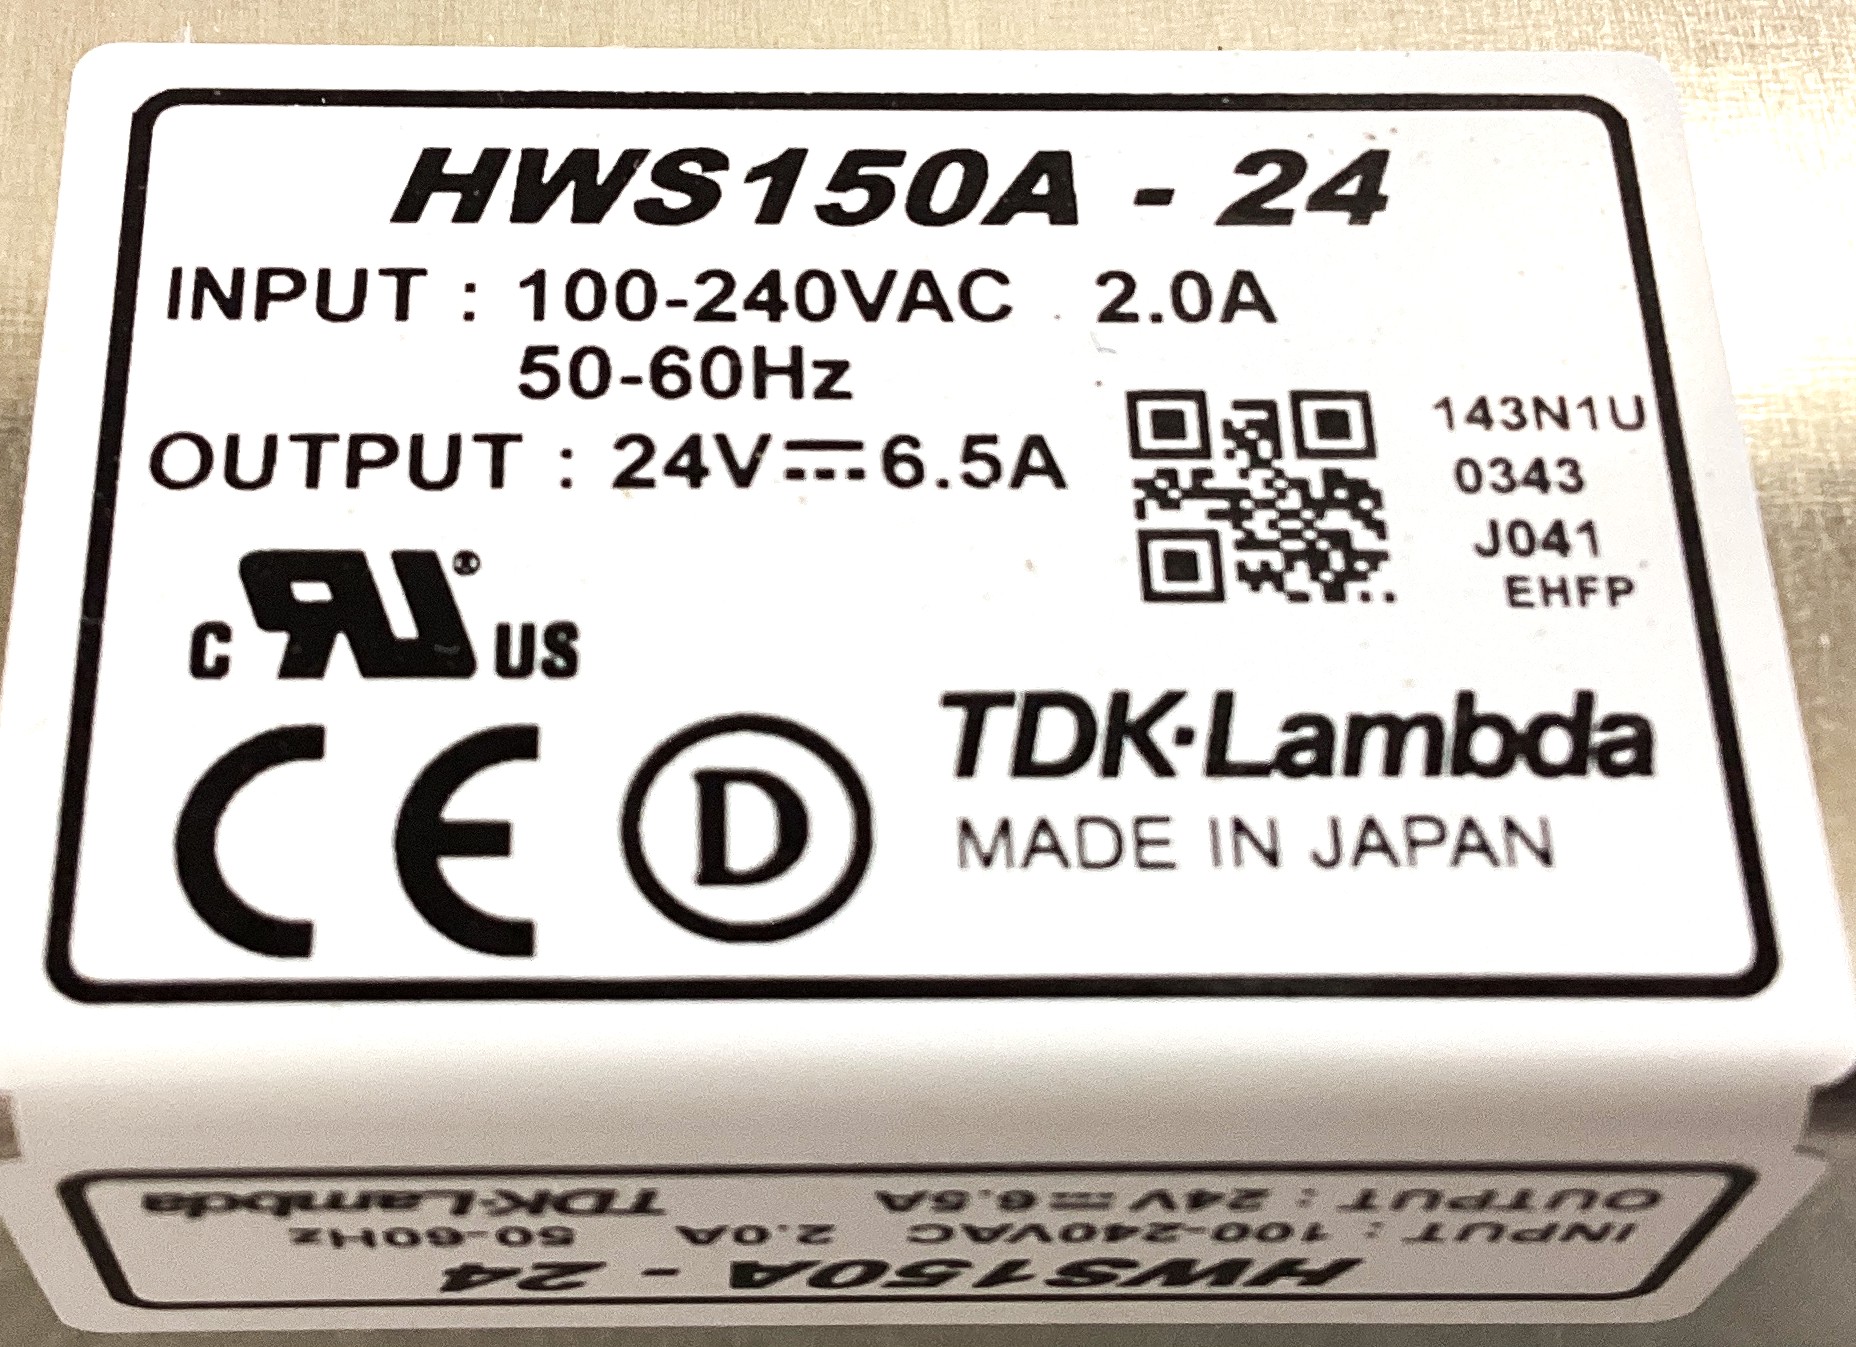 HWS150A - 24
INPUT : 100-240VAC 2.0A
50-60Hz
OUTPUT : 24V⎓6.5A
143N1U
0343
J041
EHFP
C RU® US
CE
D
TDK·Lambda
MADE IN JAPAN
HWS150A - 24
INPUT : 100-240VAC 2.0A 50-60Hz
OUTPUT : 24V⎓6.5A TDK·Lambda